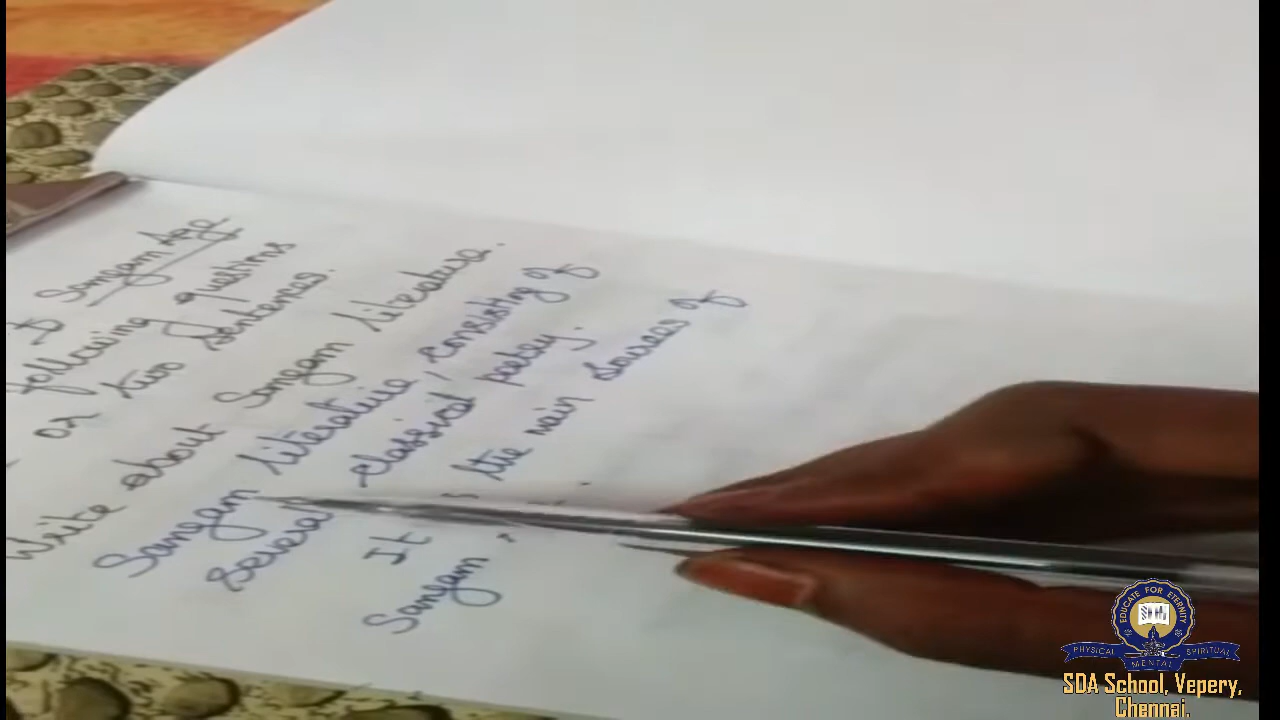 Sangam Age
following questions
or two Sentences.
Write about Sangam literature.
Sangam literature, consisting of
several classical poetry.
It the main sources of
Sangam
EDUCATE FOR ETERNITY
PHYSICAL MENTAL SPIRITUAL
SDA School, Vepery,
Chennai.